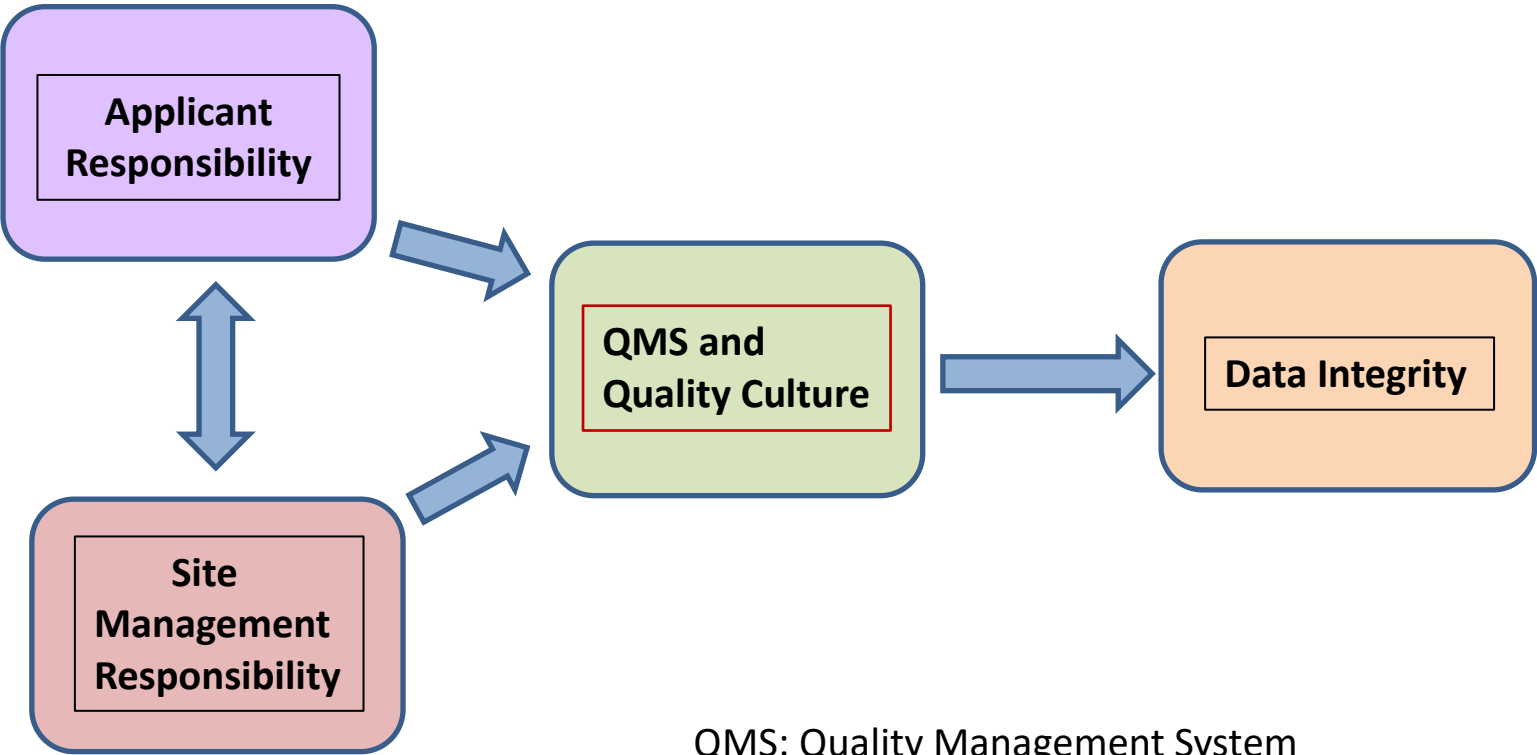 Applicant
Responsibility
QMS and
Quality Culture
Data Integrity
Site
Management
Responsibility
QMS: Quality Management System